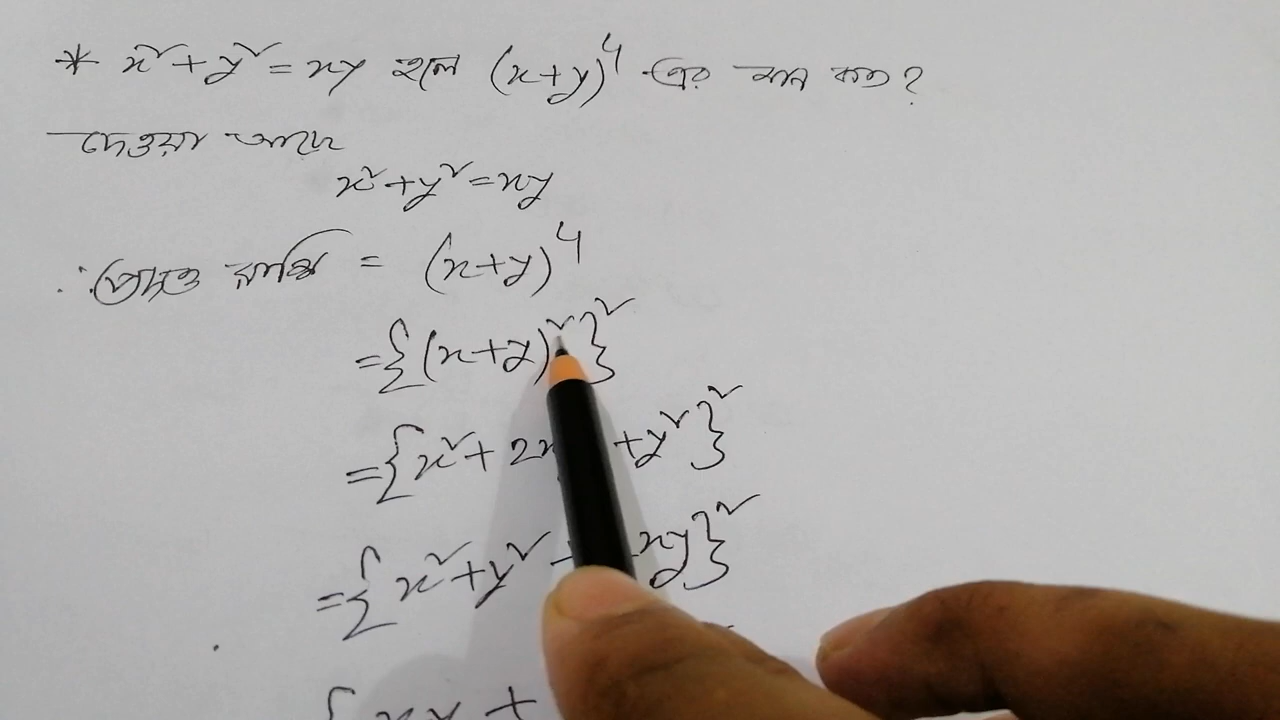 * x² + y² = xy হলে (x+y)⁴ এর মান কত?
দেওয়া আছে
x² + y² = xy
∴ প্রদত্ত রাশি = (x+y)⁴
= {(x+y)²}²
= {x² + 2x + y²}²
= {x² + y² xy}²
{xy +